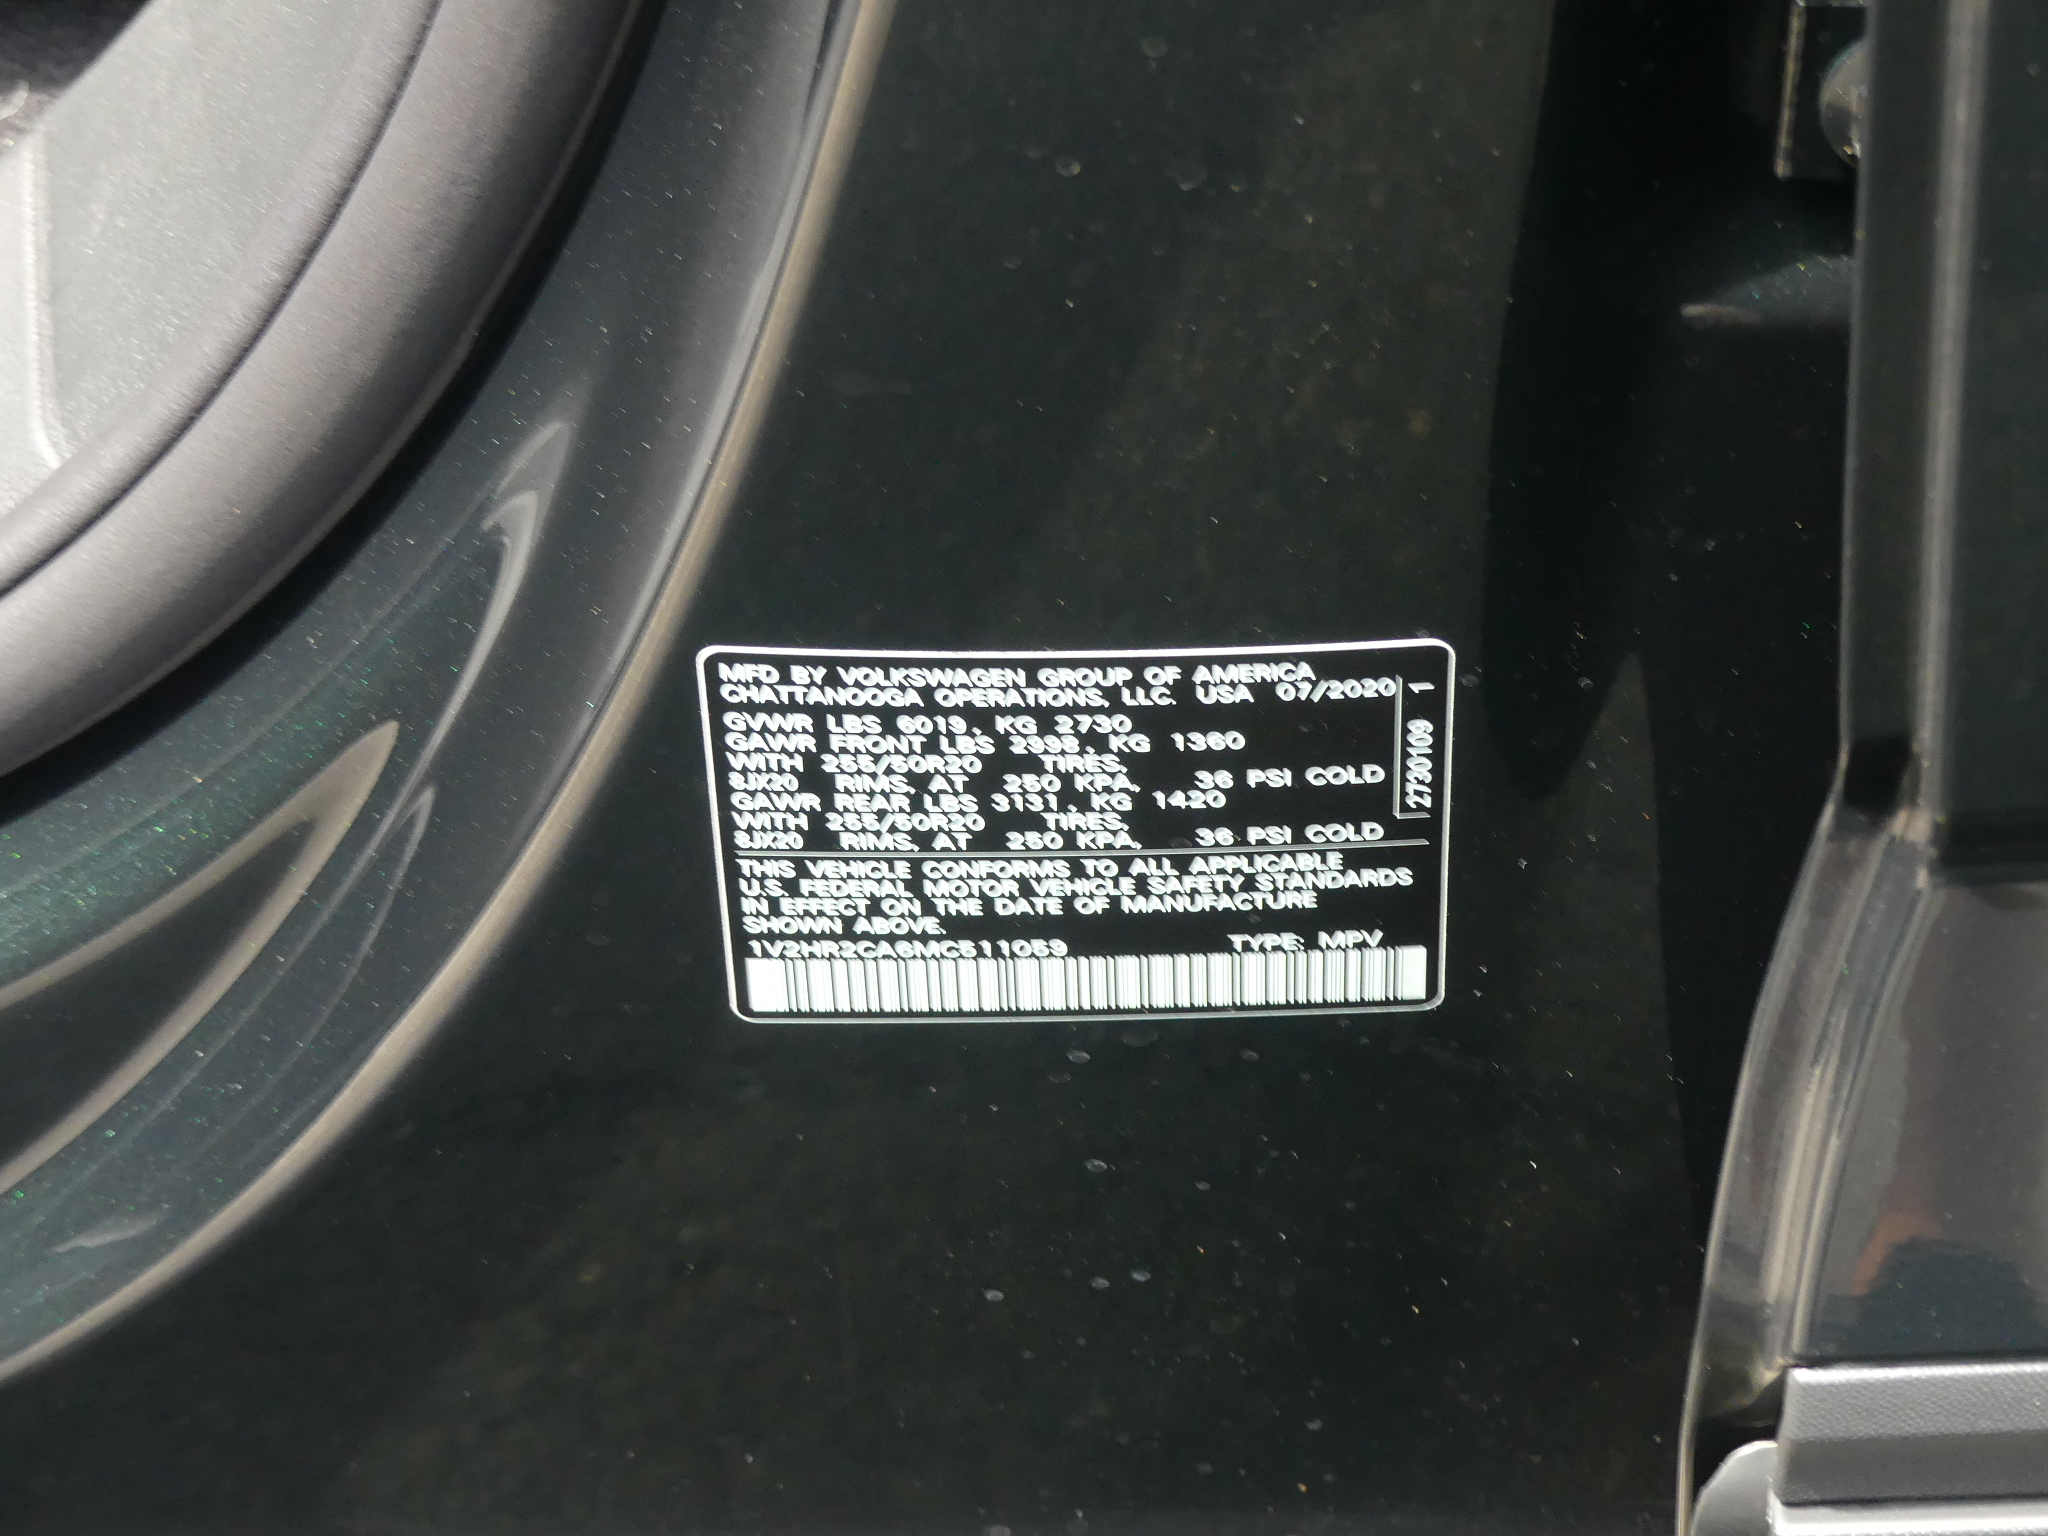 MFD BY VOLKSWAGEN GROUP OF AMERICA
CHATTANOOGA OPERATIONS, LLC. USA 07/2020
GVWR LBS 6019, KG 2730
GAWR FRONT LBS 2998, KG 1360
WITH 255/50R20 TIRES,
8JX20 RIMS, AT 250 KPA, 36 PSI COLD
GAWR REAR LBS 3131, KG 1420
WITH 255/50R20 TIRES,
8JX20 RIMS, AT 250 KPA, 36 PSI COLD
2730109 1
THIS VEHICLE CONFORMS TO ALL APPLICABLE
U.S. FEDERAL MOTOR VEHICLE SAFETY STANDARDS
IN EFFECT ON THE DATE OF MANUFACTURE
SHOWN ABOVE.
1V2HR2CA6MC511059 TYPE: MPV